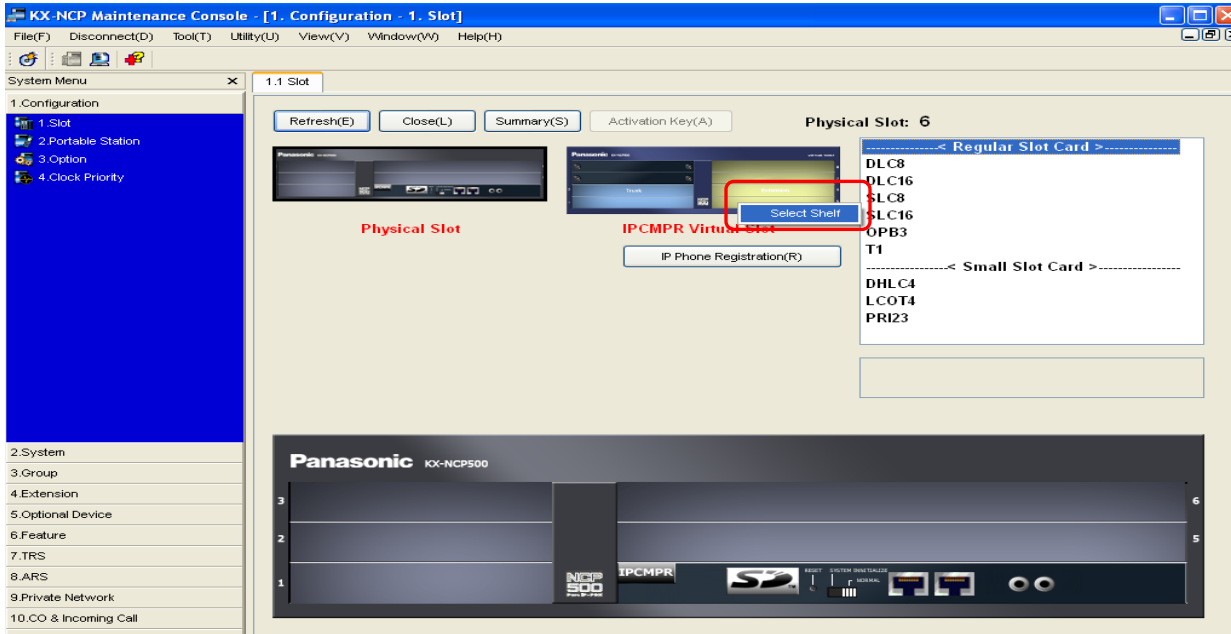 KX-NCP Maintenance Console - [1. Configuration - 1. Slot]
File(F) Disconnect(D) Tool(T) Utility(U) View(V) Window(W) Help(H)
System Menu
1.1 Slot
1.Configuration
1.Slot
2.Portable Station
3.Option
4.Clock Priority
2.System
3.Group
4.Extension
5.Optional Device
6.Feature
7.TRS
8.ARS
9.Private Network
10.CO & Incoming Call
Refresh(E) Close(L) Summary(S) Activation Key(A)
Physical Slot: 6
Panasonic
Panasonic
Trunk
Select Shelf
Physical Slot
IPCMPR Virtual Slot
IP Phone Registration(R)
--------------< Regular Slot Card >--------------
DLC8
DLC16
SLC8
SLC16
OPB3
T1
----------------< Small Slot Card >----------------
DHLC4
LCOT4
PRI23
Panasonic KX-NCP500
3
6
2
5
1
NCP
500
IPCMPR
SD
RESET
SYSTEM INITIALIZE
NORMAL